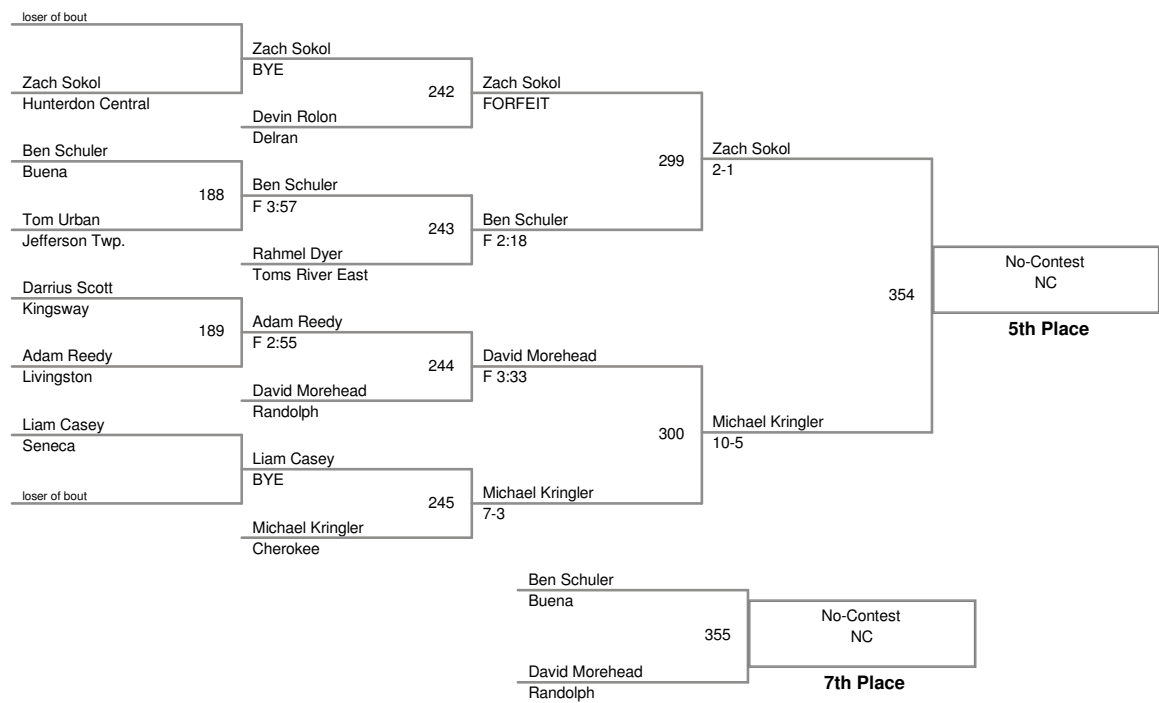 loser of bout
Zach Sokol
Hunterdon Central
Ben Schuler
Buena
188
Tom Urban
Jefferson Twp.
Darrius Scott
Kingsway
189
Adam Reedy
Livingston
Liam Casey
Seneca
loser of bout
Zach Sokol
BYE
242
Devin Rolon
Delran
Ben Schuler
F 3:57
243
Rahmel Dyer
Toms River East
Adam Reedy
F 2:55
244
David Morehead
Randolph
Liam Casey
BYE
245
Michael Kringler
Cherokee
Zach Sokol
FORFEIT
299
Ben Schuler
F 2:18
David Morehead
F 3:33
300
Michael Kringler
7-3
Zach Sokol
2-1
354
Michael Kringler
10-5
No-Contest
NC
5th Place
Ben Schuler
Buena
355
David Morehead
Randolph
No-Contest
NC
7th Place